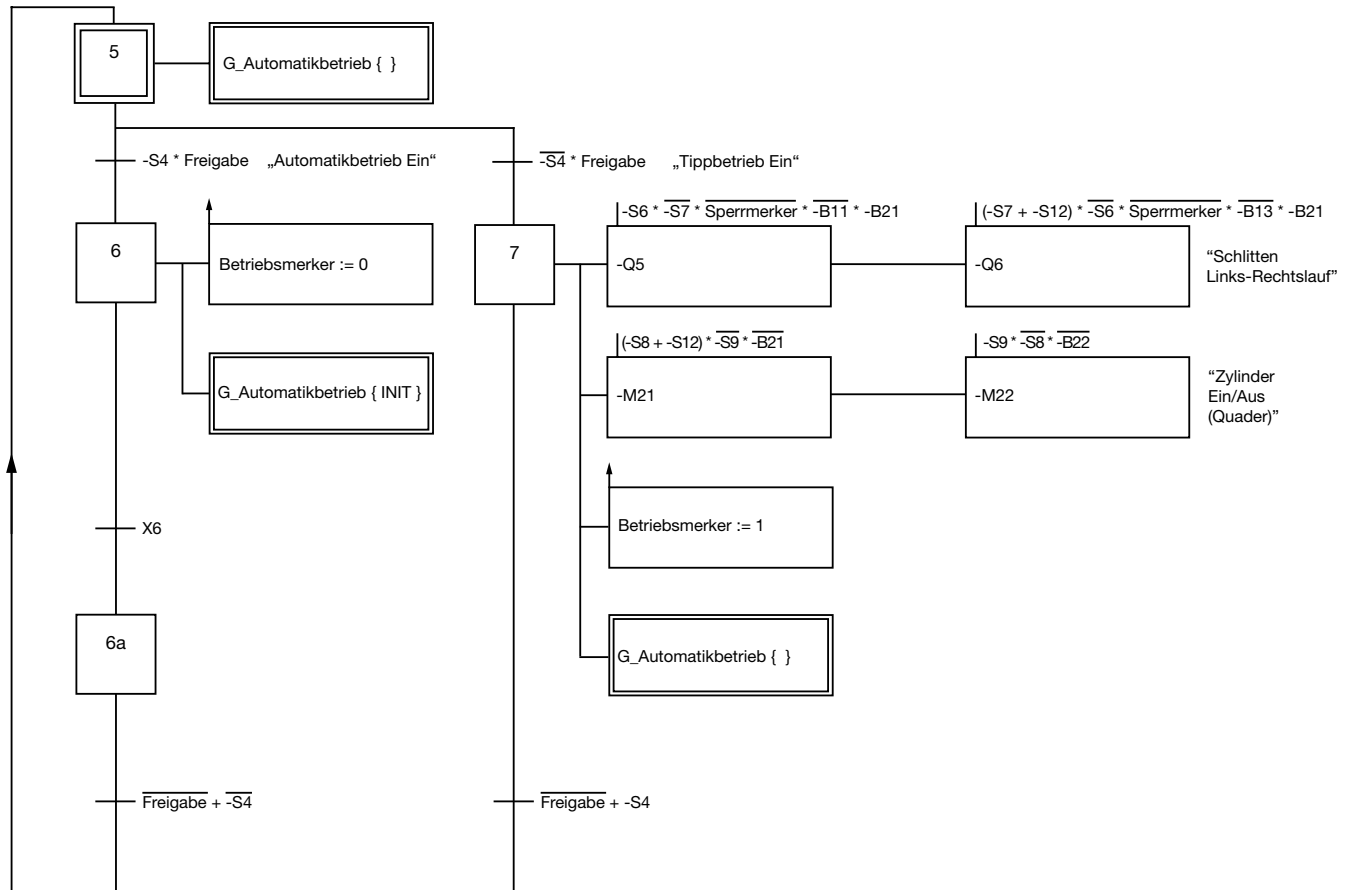 5
G_Automatikbetrieb { }
-S4 * Freigabe „Automatikbetrieb Ein“
-S4 * Freigabe „Tippbetrieb Ein“
6
Betriebsmerker := 0
G_Automatikbetrieb { INIT }
X6
6a
Freigabe + -S4
7
-S6 * -S7 * Sperrmerker * -B11 * -B21
-Q5
(-S7 + -S12) * -S6 * Sperrmerker * -B13 * -B21
-Q6
“Schlitten
Links-Rechtslauf”
(-S8 + -S12) * -S9 * -B21
-M21
-S9 * -S8 * -B22
-M22
“Zylinder
Ein/Aus
(Quader)”
Betriebsmerker := 1
G_Automatikbetrieb { }
Freigabe + -S4